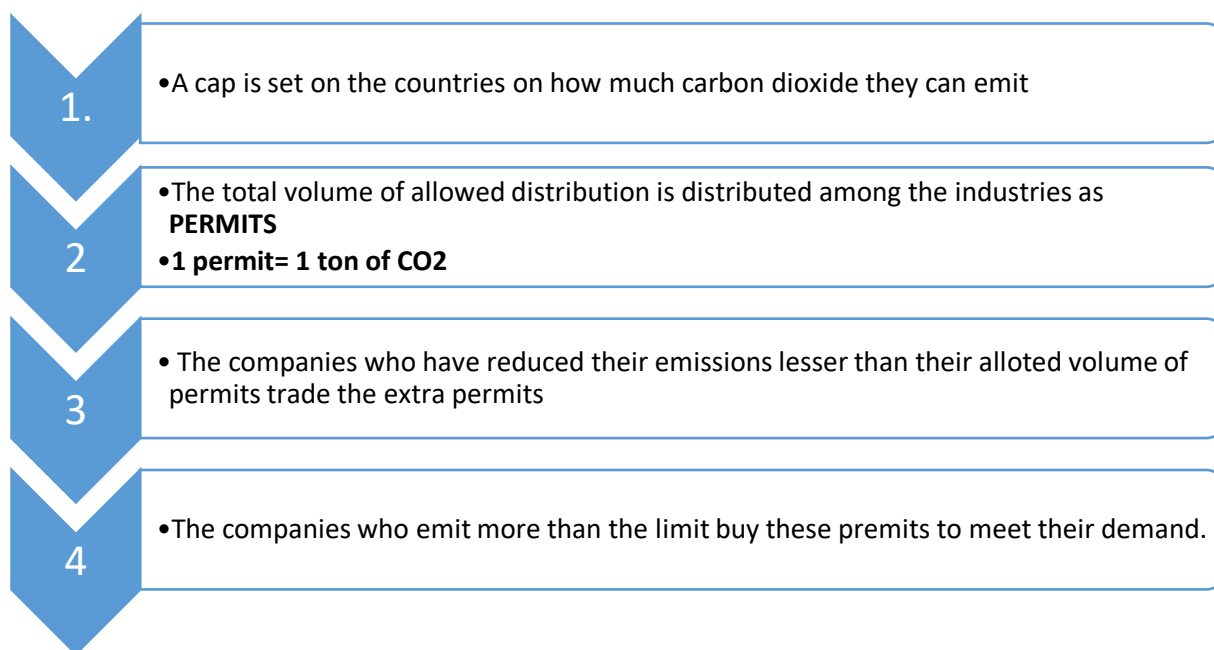 1.
•A cap is set on the countries on how much carbon dioxide they can emit
2
•The total volume of allowed distribution is distributed among the industries as
PERMITS
•1 permit= 1 ton of CO2
3
• The companies who have reduced their emissions lesser than their alloted volume of
permits trade the extra permits
4
•The companies who emit more than the limit buy these premits to meet their demand.